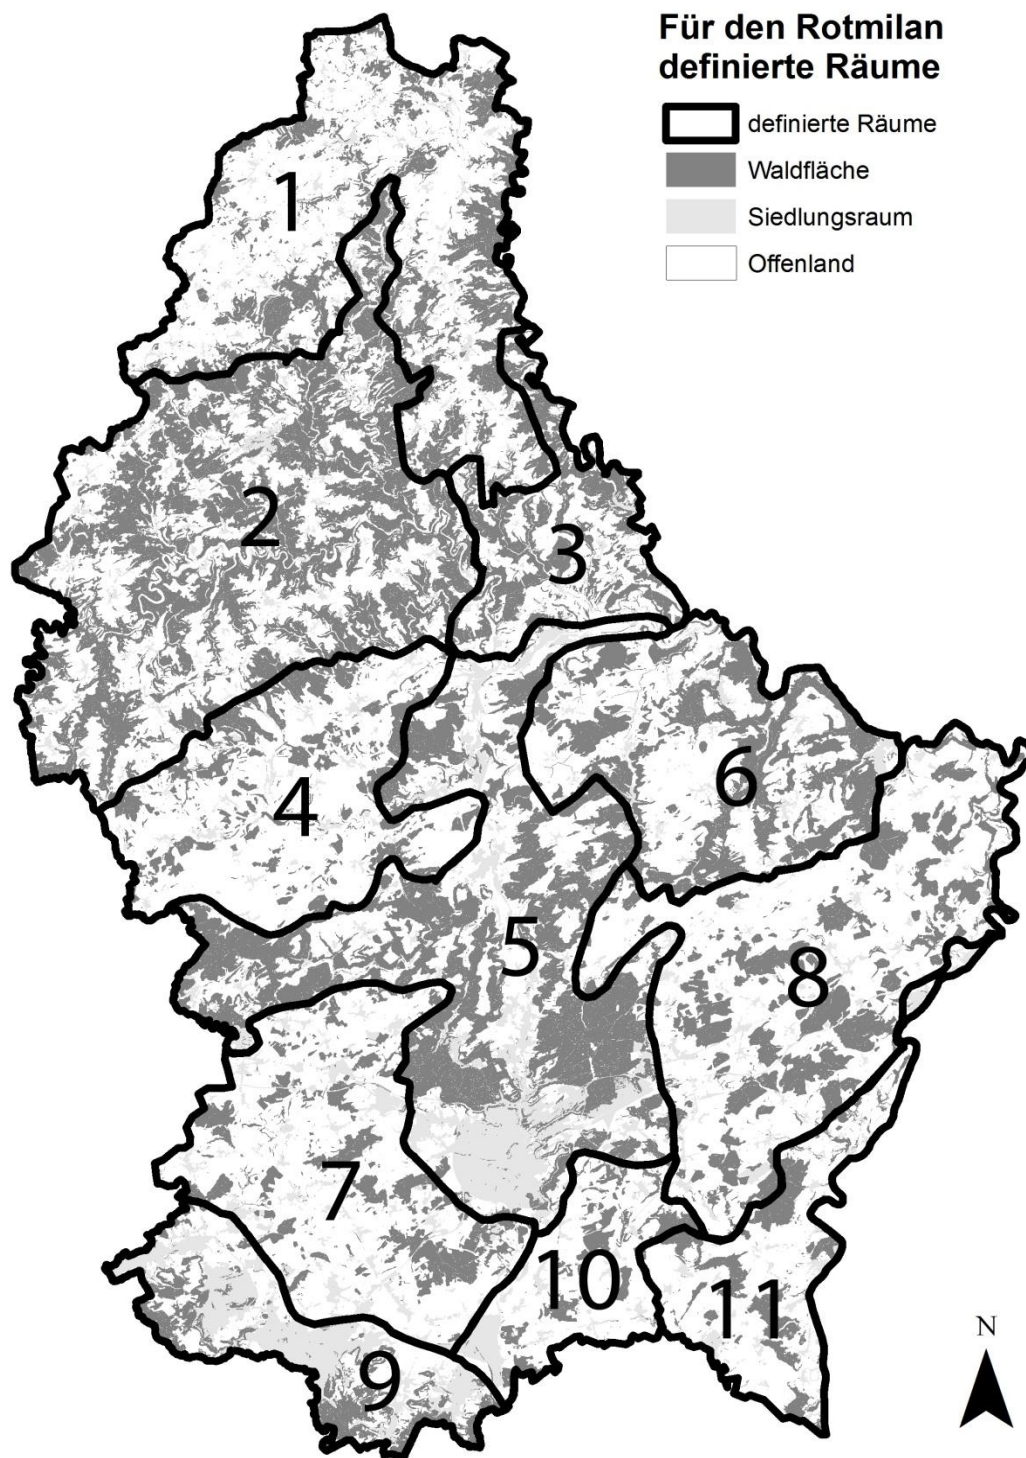 Für den Rotmilan
definierte Räume
definierte Räume
Waldfläche
Siedlungsraum
Offenland
1
2
3
4
6
5
8
7
10
11
9
N